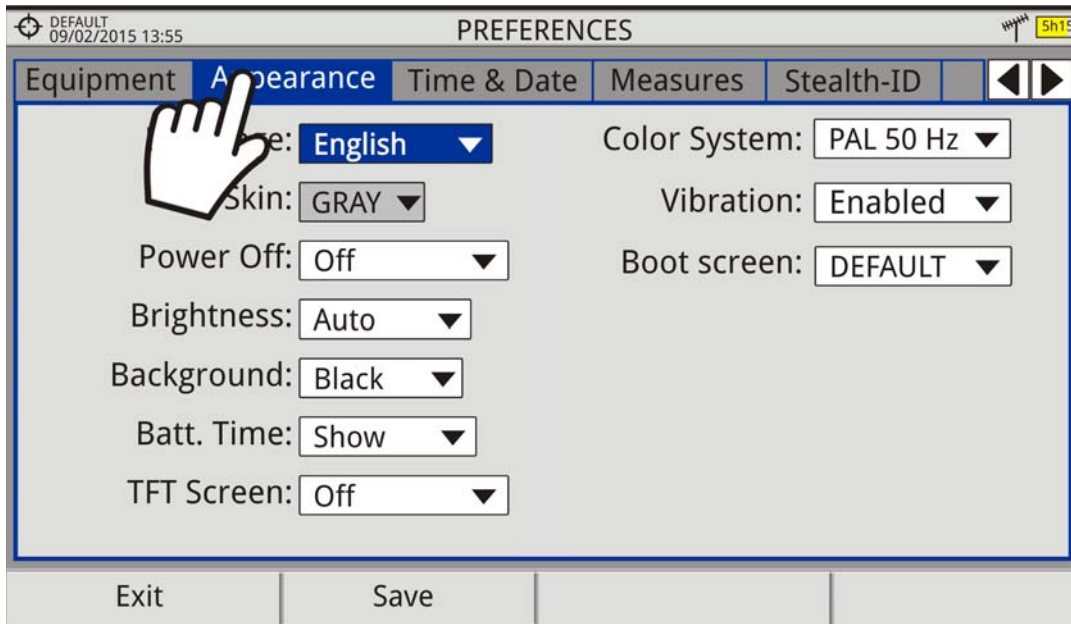 DEFAULT
09/02/2015 13:55
PREFERENCES
5h15
Equipment
Appearance
Time & Date
Measures
Stealth-ID
English
Skin: GRAY
Power Off: Off
Brightness: Auto
Background: Black
Batt. Time: Show
TFT Screen: Off
Color System: PAL 50 Hz
Vibration: Enabled
Boot screen: DEFAULT
Exit
Save